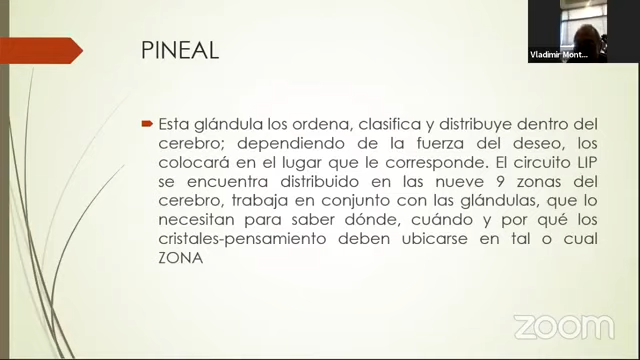 Vladimir Mont...
PINEAL
Esta glándula los ordena, clasifica y distribuye dentro del
cerebro; dependiendo de la fuerza del deseo, los
colocará en el lugar que le corresponde. El circuito LIP
se encuentra distribuido en las nueve 9 zonas del
cerebro, trabaja en conjunto con las glándulas, que lo
necesitan para saber dónde, cuándo y por qué los
cristales-pensamiento deben ubicarse en tal o cual
ZONA
zoom